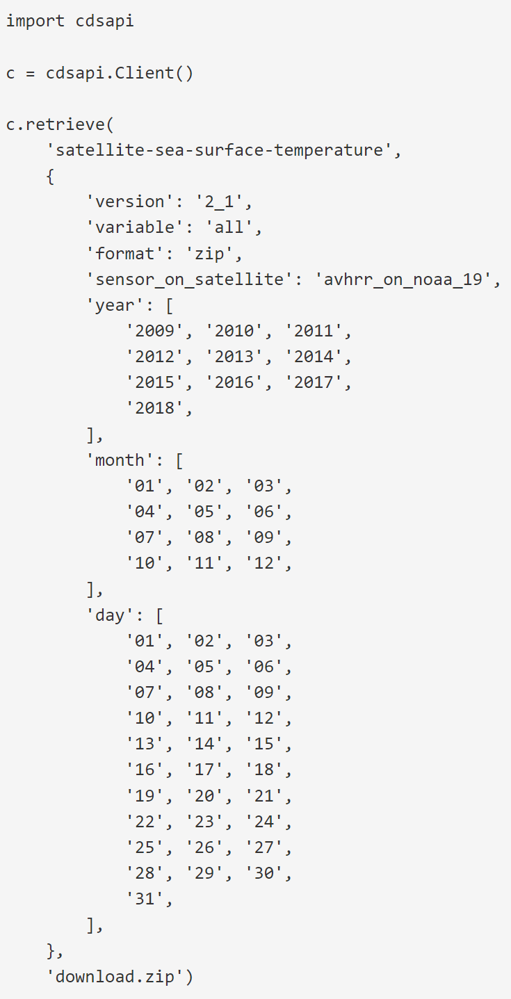 import cdsapi

c = cdsapi.Client()

c.retrieve(
    'satellite-sea-surface-temperature',
    {
        'version': '2_1',
        'variable': 'all',
        'format': 'zip',
        'sensor_on_satellite': 'avhrr_on_noaa_19',
        'year': [
            '2009', '2010', '2011',
            '2012', '2013', '2014',
            '2015', '2016', '2017',
            '2018',
        ],
        'month': [
            '01', '02', '03',
            '04', '05', '06',
            '07', '08', '09',
            '10', '11', '12',
        ],
        'day': [
            '01', '02', '03',
            '04', '05', '06',
            '07', '08', '09',
            '10', '11', '12',
            '13', '14', '15',
            '16', '17', '18',
            '19', '20', '21',
            '22', '23', '24',
            '25', '26', '27',
            '28', '29', '30',
            '31',
        ],
    },
    'download.zip')